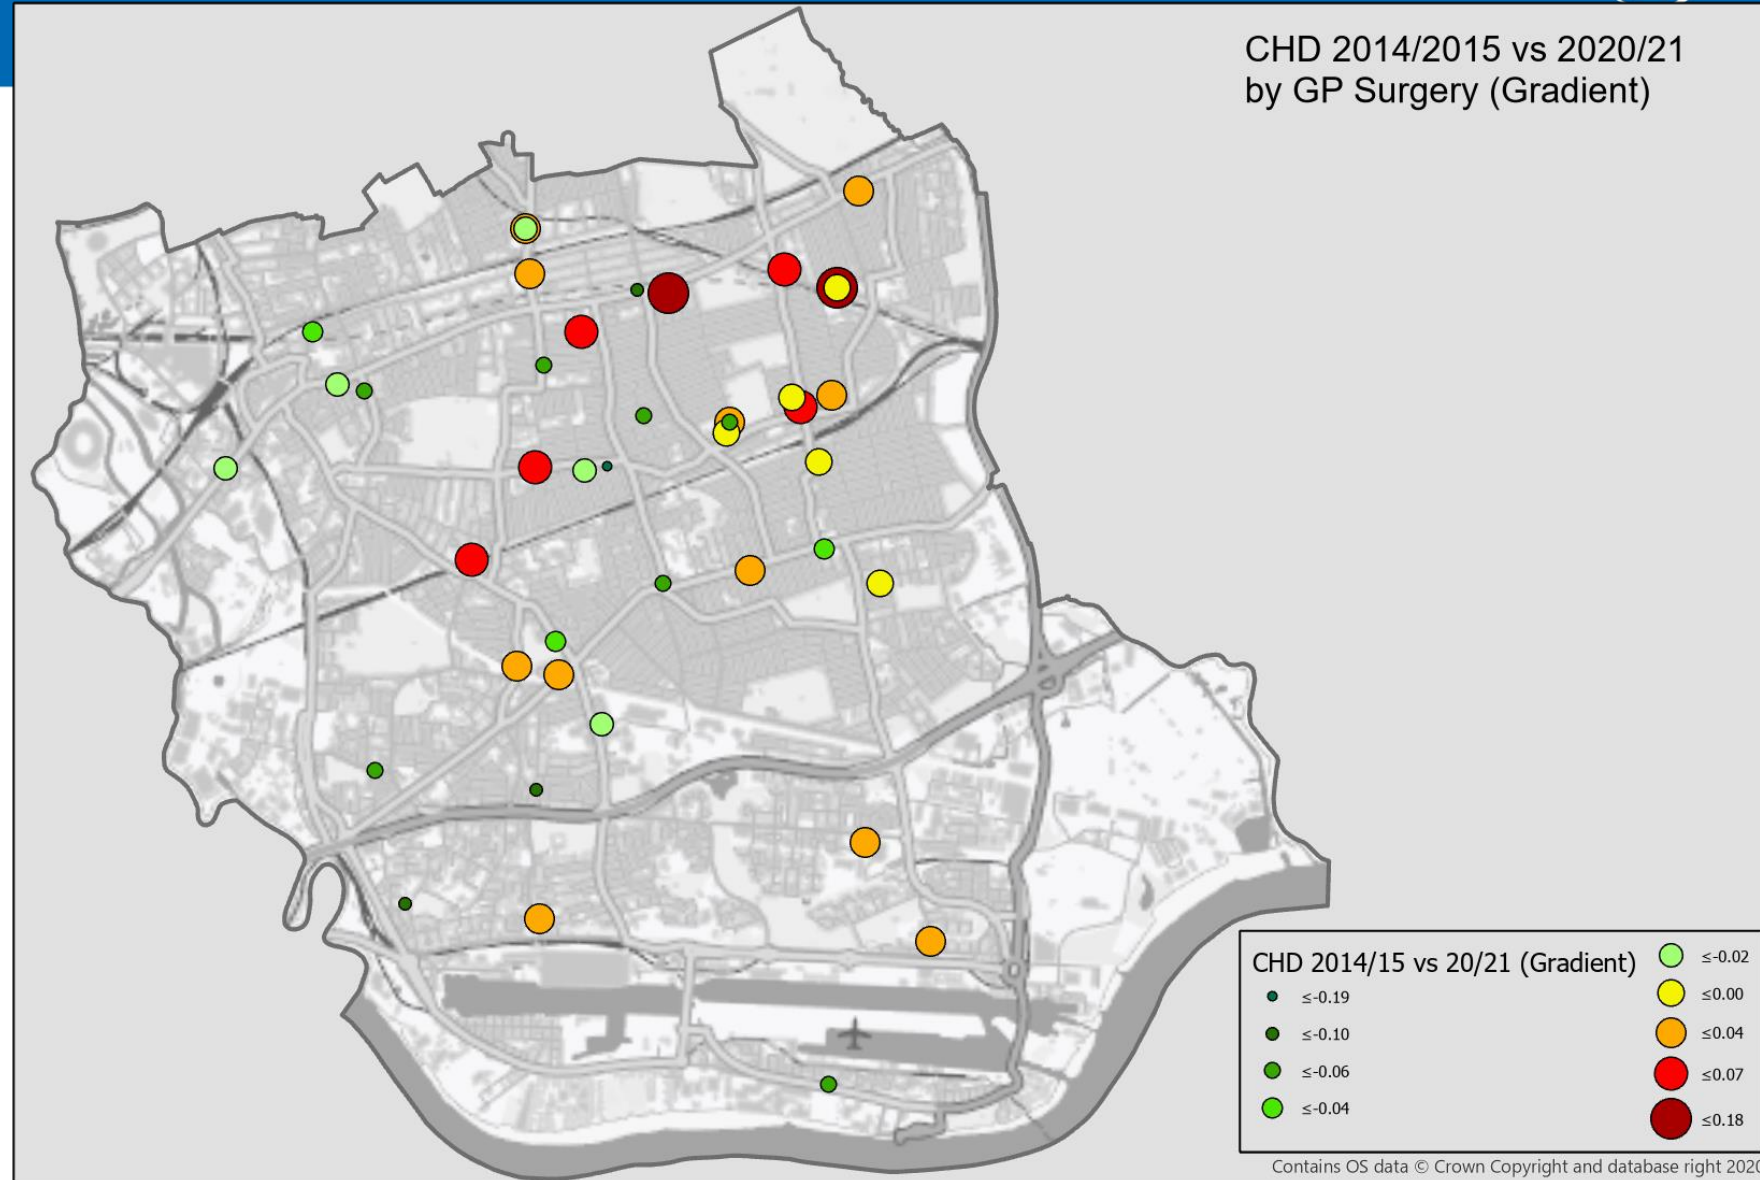 CHD 2014/2015 vs 2020/21
by GP Surgery (Gradient)
CHD 2014/15 vs 20/21 (Gradient)
≤-0.19
≤-0.10
≤-0.06
≤-0.04
≤-0.02
≤0.00
≤0.04
≤0.07
≤0.18
Contains OS data © Crown Copyright and database right 2020